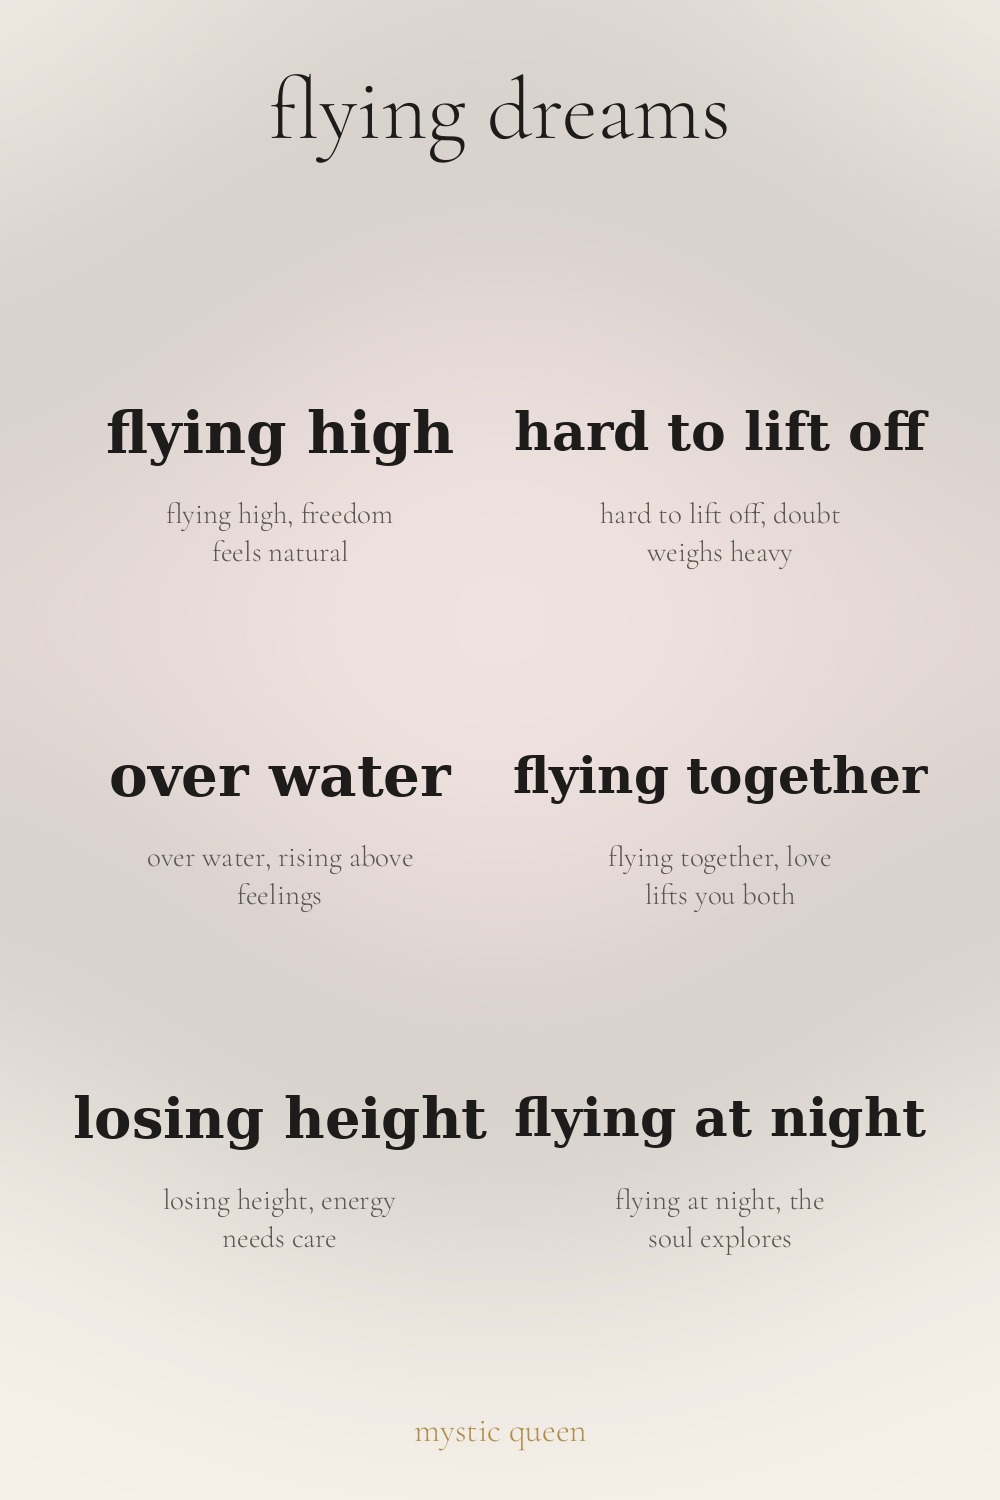 flying dreams
flying high
flying high, freedom
feels natural
hard to lift off
hard to lift off, doubt
weighs heavy
over water
over water, rising above
feelings
flying together
flying together, love
lifts you both
losing height
losing height, energy
needs care
flying at night
flying at night, the
soul explores
mystic queen